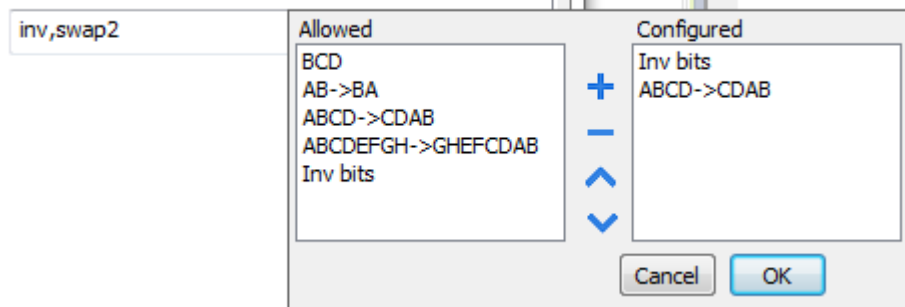 inv,swap2
Allowed
BCD
AB->BA
ABCD->CDAB
ABCDEFGH->GHEFCDAB
Inv bits
Configured
Inv bits
ABCD->CDAB
Cancel
OK